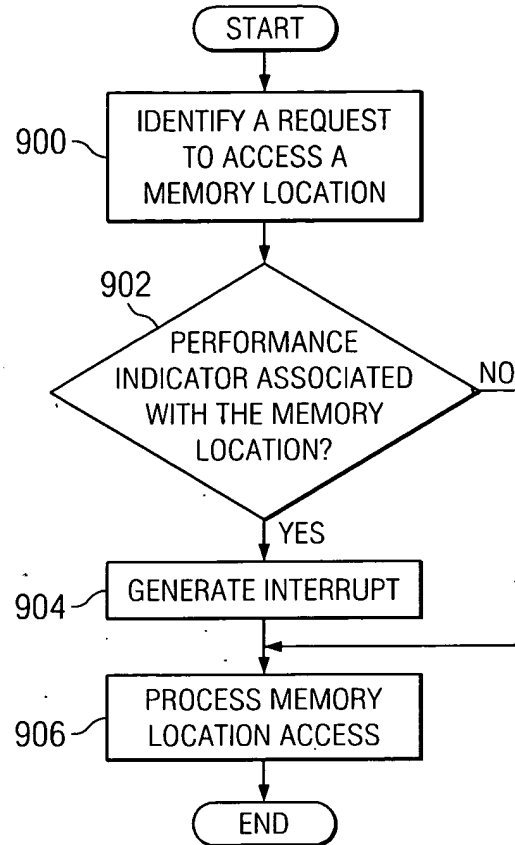 START
900
IDENTIFY A REQUEST
TO ACCESS A
MEMORY LOCATION
902
PERFORMANCE
INDICATOR ASSOCIATED
WITH THE MEMORY
LOCATION?
NO
YES
904
GENERATE INTERRUPT
906
PROCESS MEMORY
LOCATION ACCESS
END